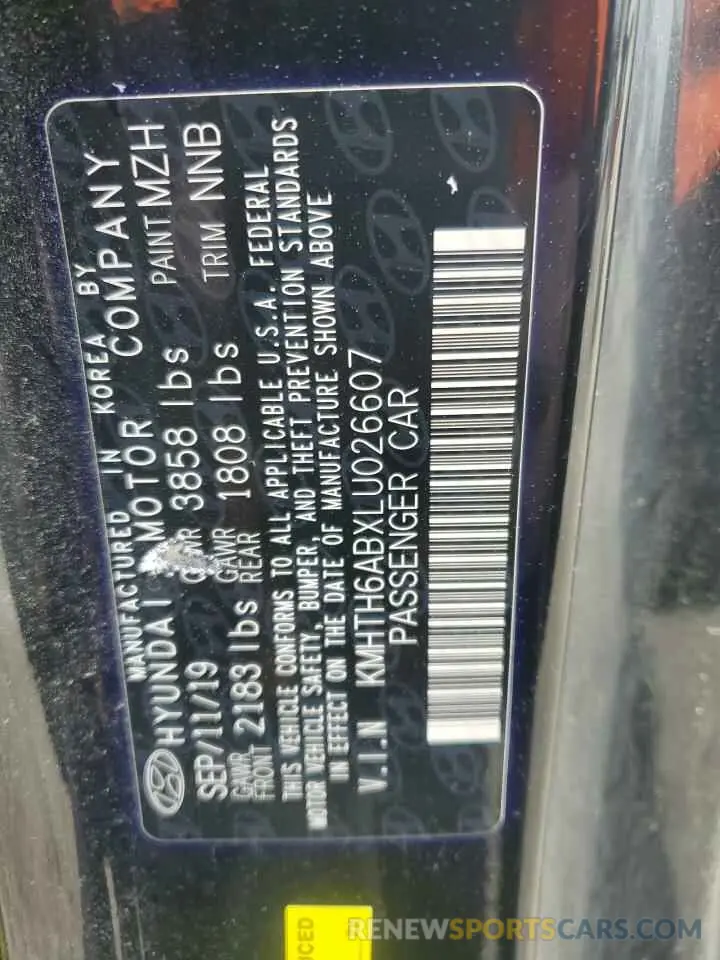 MANUFACTURED IN KOREA BY
HYUNDAI MOTOR COMPANY
SEP/11/19 GVWR 3858 lbs PAINT MZH
GAWR FRONT 2183 lbs GAWR REAR 1808 lbs TRIM NNB
THIS VEHICLE CONFORMS TO ALL APPLICABLE U.S.A. FEDERAL
MOTOR VEHICLE SAFETY, BUMPER, AND THEFT PREVENTION STANDARDS
IN EFFECT ON THE DATE OF MANUFACTURE SHOWN ABOVE
V.I.N KMHTH6ABXLU026607
PASSENGER CAR
UCED
RENEWSPORTSCARS.COM